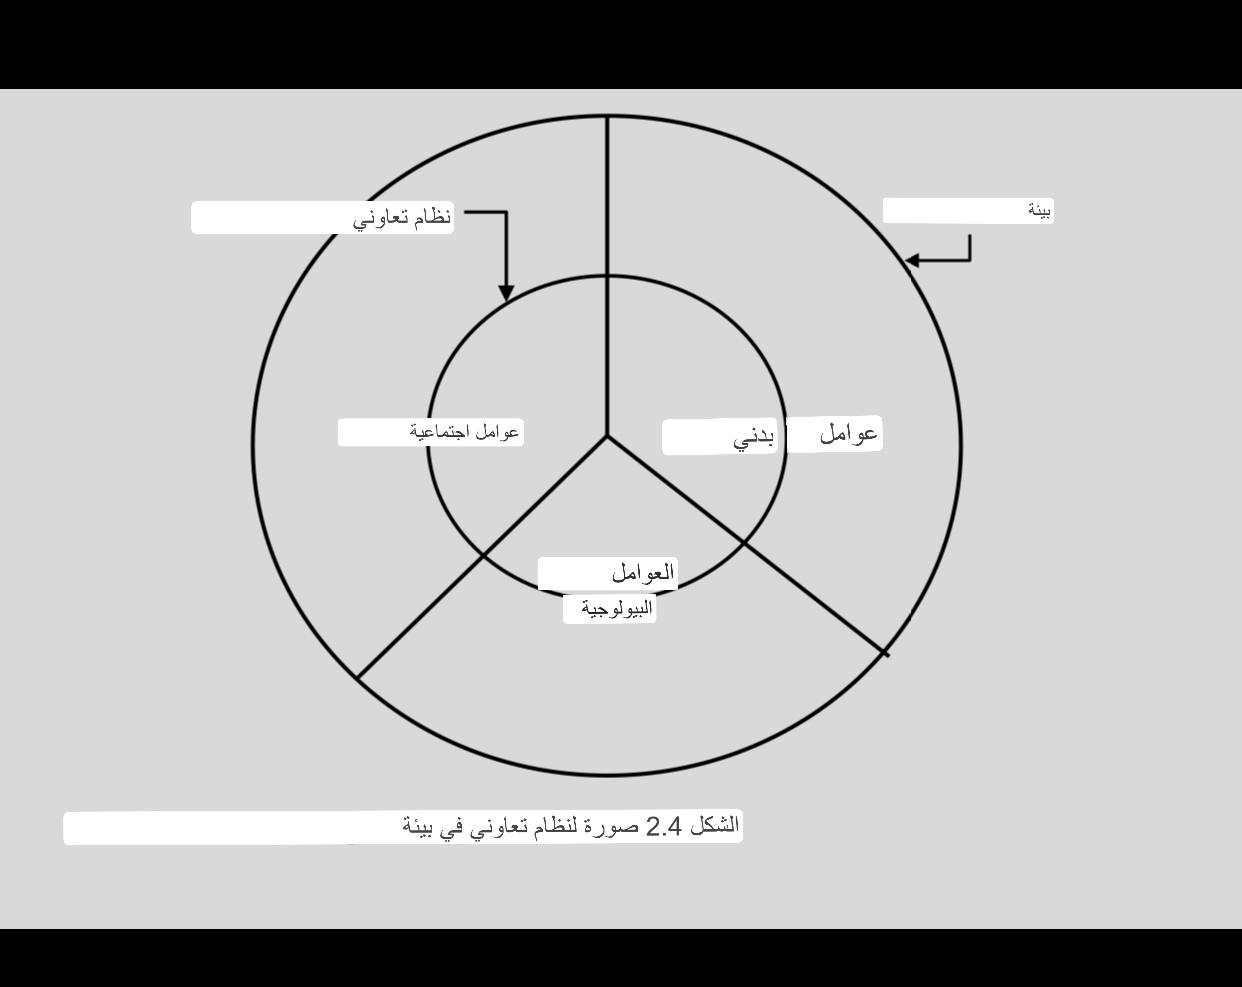 نظام تعاوني
بيئة
عوامل اجتماعية
بدني
عوامل
العوامل
البيولوجية
الشكل 2.4 صورة لنظام تعاوني في بيئة